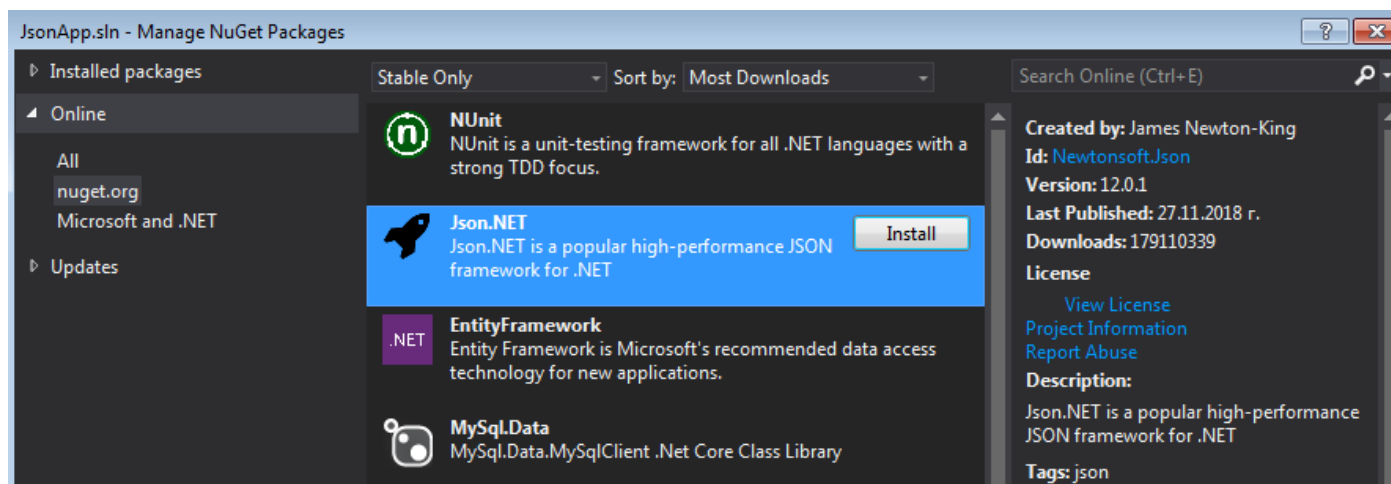 JsonApp.sln - Manage NuGet Packages
Installed packages
Online
All
nuget.org
Microsoft and .NET
Updates
Stable Only
Sort by: Most Downloads
NUnit
NUnit is a unit-testing framework for all .NET languages with a
strong TDD focus.
Json.NET
Json.NET is a popular high-performance JSON
framework for .NET
Install
.NET
EntityFramework
Entity Framework is Microsoft's recommended data access
technology for new applications.
MySql.Data
MySql.Data.MySqlClient .Net Core Class Library
Search Online (Ctrl+E)
Created by: James Newton-King
Id: Newtonsoft.Json
Version: 12.0.1
Last Published: 27.11.2018 г.
Downloads: 179110339
License
View License
Project Information
Report Abuse
Description:
Json.NET is a popular high-performance
JSON framework for .NET
Tags: json